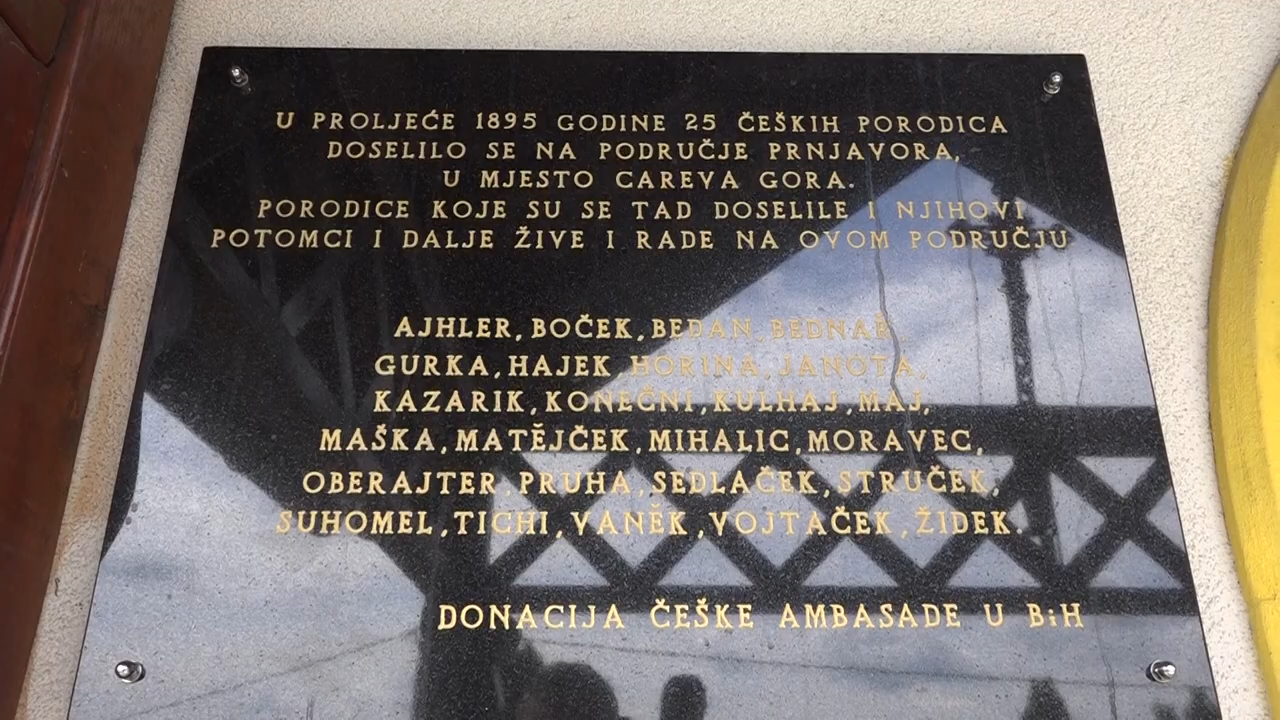 U PROLJEĆE 1895 GODINE 25 ČEŠKIH PORODICA
DOSELILO SE NA PODRUČJE PRNJAVORA,
U MJESTO CAREVA GORA.
PORODICE KOJE SU SE TAD DOSELILE I NJIHOVI
POTOMCI I DALJE ŽIVE I RADE NA OVOM PODRUČJU
AJHLER, BOČEK, BEDAN, BEDNAŘ,
GURKA, HAJEK, HORINA, JANOTA,
KAZARIK, KONEČNI, KULHAJ, MAJ,
MAŠKA, MATĚJČEK, MIHALIC, MORAVEC,
OBERAJTER, PRUHA, SEDLAČEK, STRUČEK,
SUHOMEL, TICHI, VANĚK, VOJTAČEK, ŽIDEK.
DONACIJA ČEŠKE AMBASADE U BiH